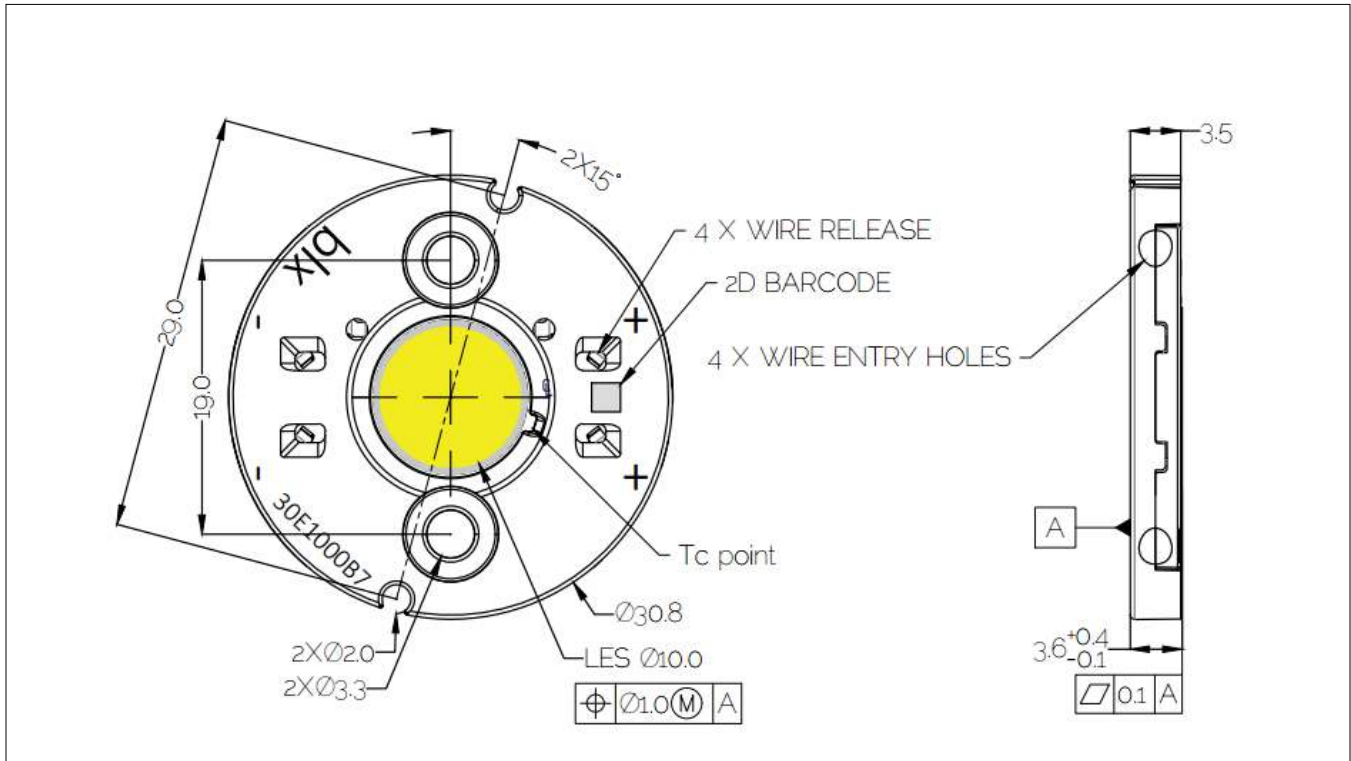 3.5
2X15°
4 X WIRE RELEASE
blx
2D BARCODE
29.0
19.0
-
+
4 X WIRE ENTRY HOLES
-
+
30E1000B7
A
Tc point
Ø30.8
2XØ2.0
LES Ø10.0
2XØ3.3
⌖ Ø1.0 Ⓜ A
3.6 +0.4 -0.1
⏥ 0.1 A